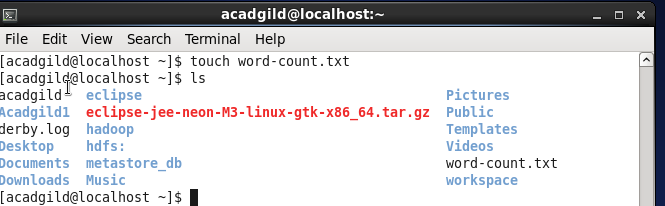 acadgild@localhost:~
File Edit View Search Terminal Help
[acadgild@localhost ~]$ touch word-count.txt
[acadgild@localhost ~]$ ls
acadgild eclipse Pictures
Acadgild1 eclipse-jee-neon-M3-linux-gtk-x86_64.tar.gz Public
derby.log hadoop Templates
Desktop hdfs: Videos
Documents metastore_db word-count.txt
Downloads Music workspace
[acadgild@localhost ~]$